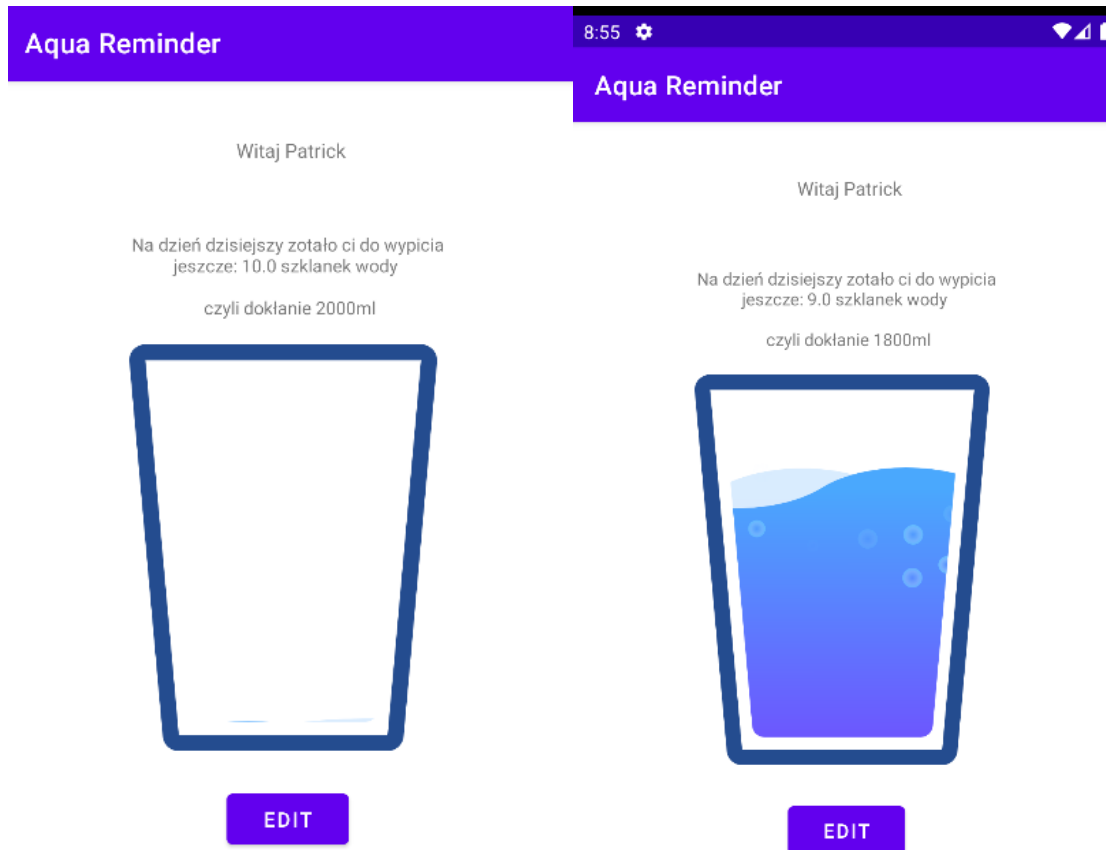 Aqua Reminder
Witaj Patrick
Na dzień dzisiejszy zotało ci do wypicia
jeszcze: 10.0 szklanek wody
czyli dokłanie 2000ml
EDIT
8:55
Aqua Reminder
Witaj Patrick
Na dzień dzisiejszy zotało ci do wypicia
jeszcze: 9.0 szklanek wody
czyli dokłanie 1800ml
EDIT